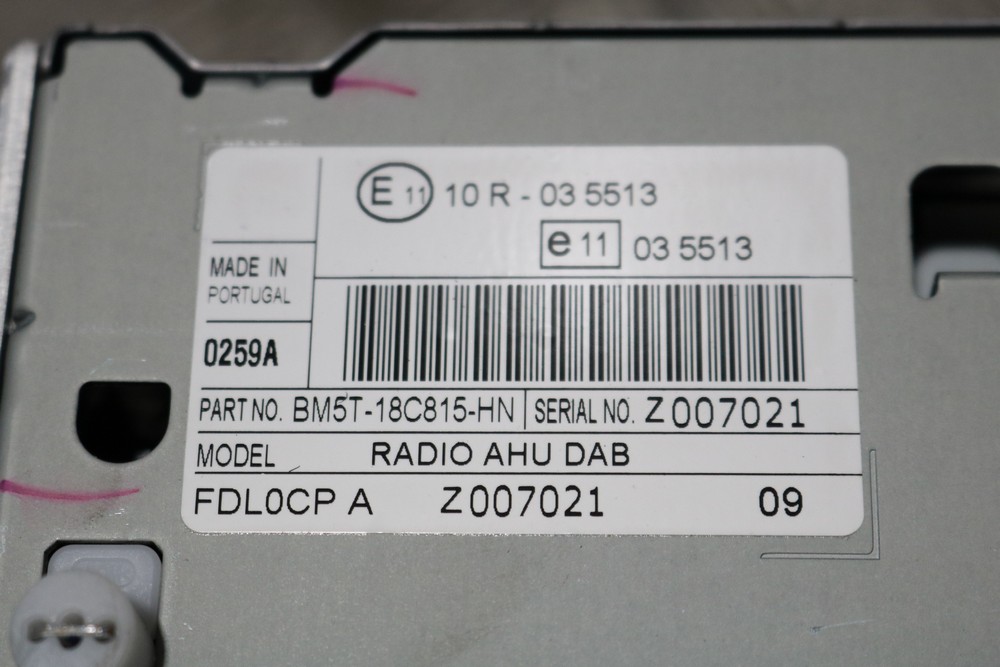 E 11 10 R - 03 5513
e 11 03 5513
MADE IN
PORTUGAL
0259A
PART NO. BM5T-18C815-HN SERIAL NO. Z007021
MODEL RADIO AHU DAB
FDL0CP A Z007021 09